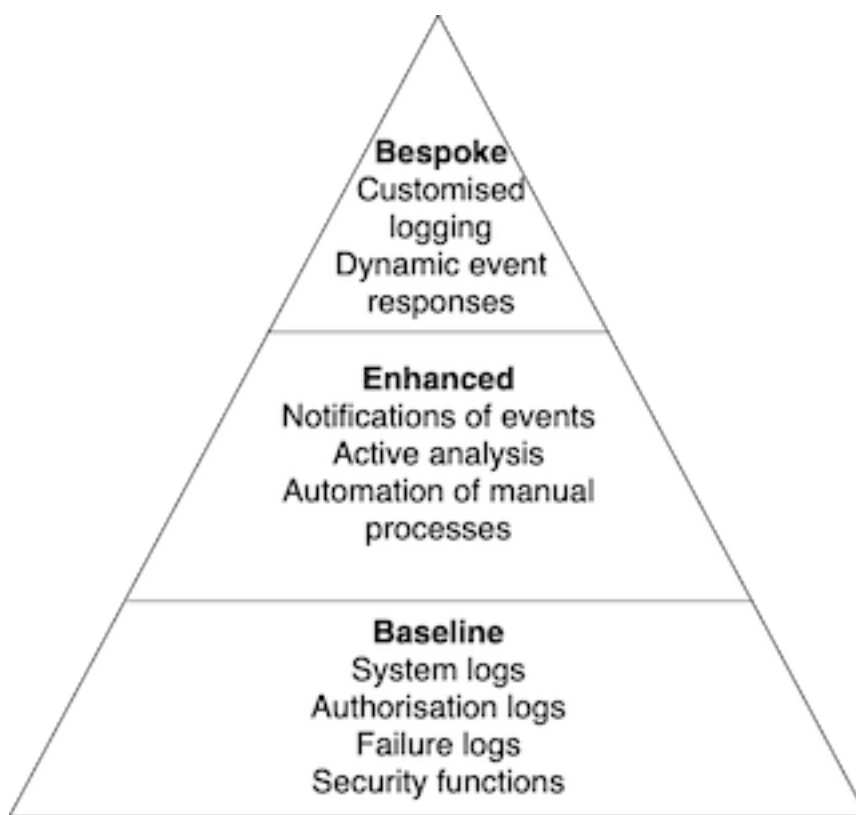 Bespoke
Customised
logging
Dynamic event
responses
Enhanced
Notifications of events
Active analysis
Automation of manual
processes
Baseline
System logs
Authorisation logs
Failure logs
Security functions